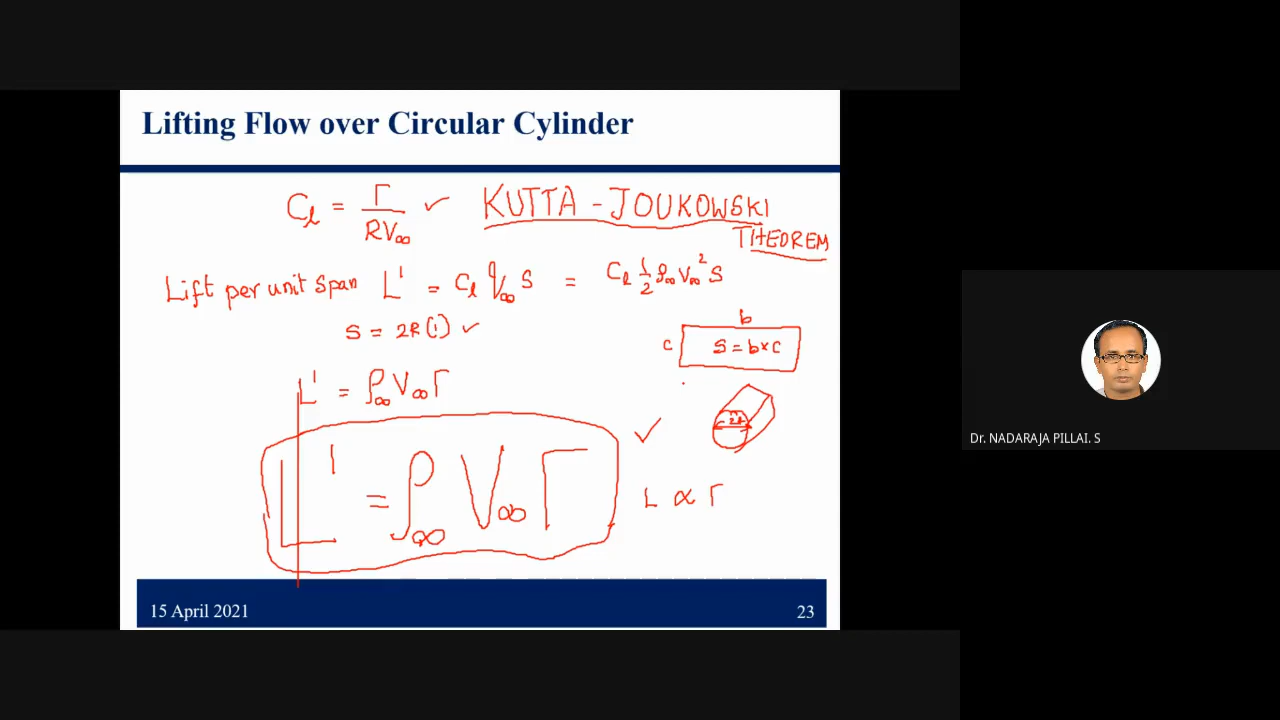 Lifting Flow over Circular Cylinder
Cl = Γ / RV∞ ✓ KUTTA - JOUKOWSKI
THEOREM
Lift per unit span L' = Cl q∞ S = Cl 1/2 ρ∞ V∞² S
S = 2R(1) ✓
b
c S = b×c
L' = ρ∞ V∞ Γ
2R
L' = ρ∞ V∞ Γ ✓
L ∝ Γ
15 April 2021 23
Dr. NADARAJA PILLAI. S